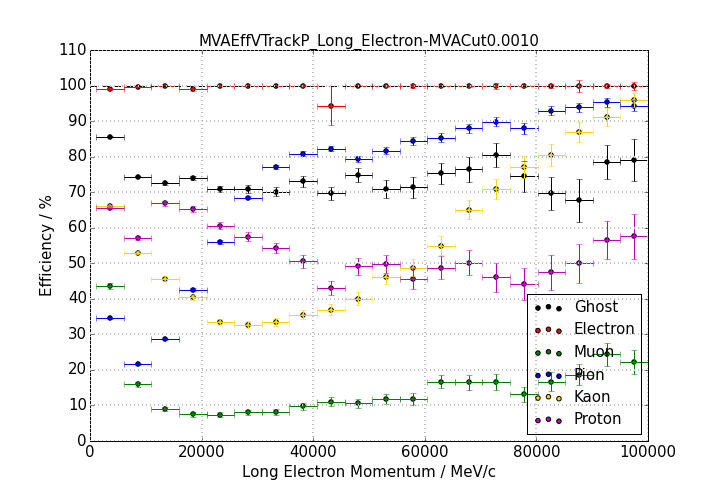 MVAEffVTrackP_Long_Electron-MVACut0.0010
110
100
90
80
70
60
50
40
30
20
10
0
Efficiency / %
Ghost
Electron
Muon
Pion
Kaon
Proton
0 20000 40000 60000 80000 100000
Long Electron Momentum / MeV/c